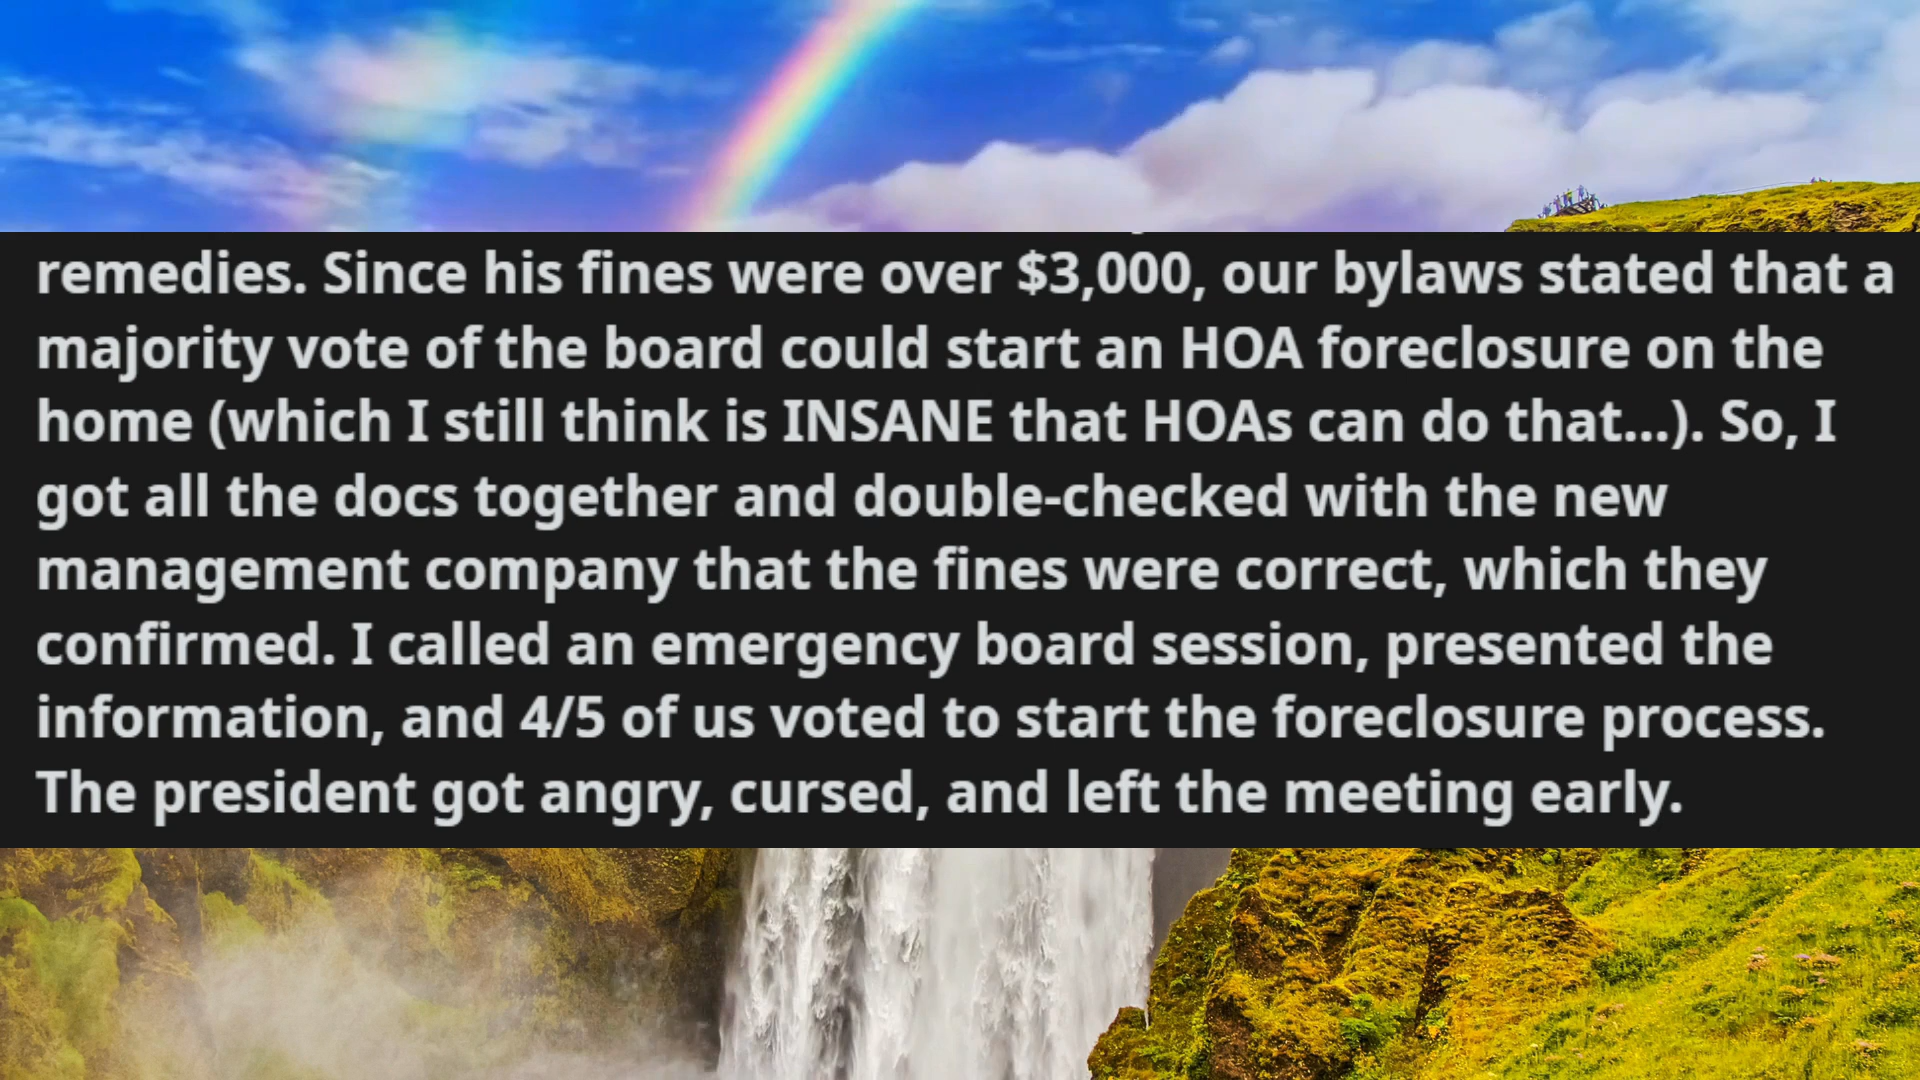 remedies. Since his fines were over $3,000, our bylaws stated that a
majority vote of the board could start an HOA foreclosure on the
home (which I still think is INSANE that HOAs can do that...). So, I
got all the docs together and double-checked with the new
management company that the fines were correct, which they
confirmed. I called an emergency board session, presented the
information, and 4/5 of us voted to start the foreclosure process.
The president got angry, cursed, and left the meeting early.